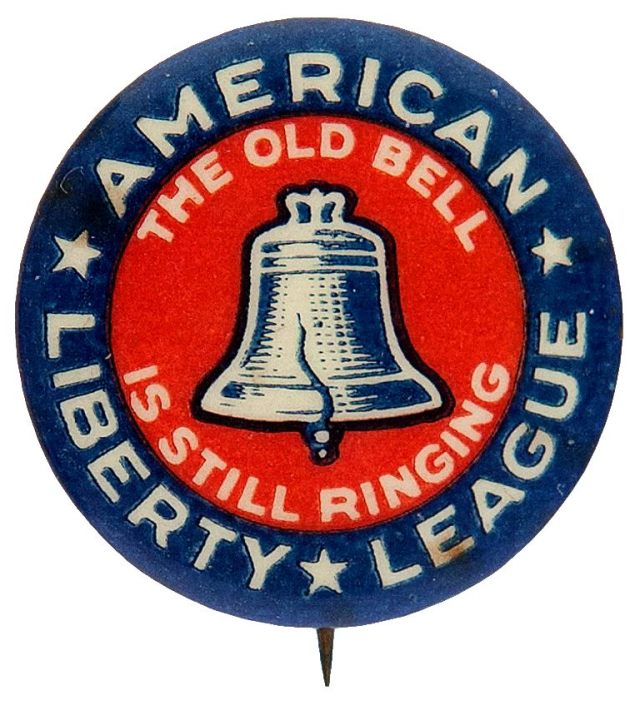 AMERICAN
LIBERTY LEAGUE
THE OLD BELL
IS STILL RINGING